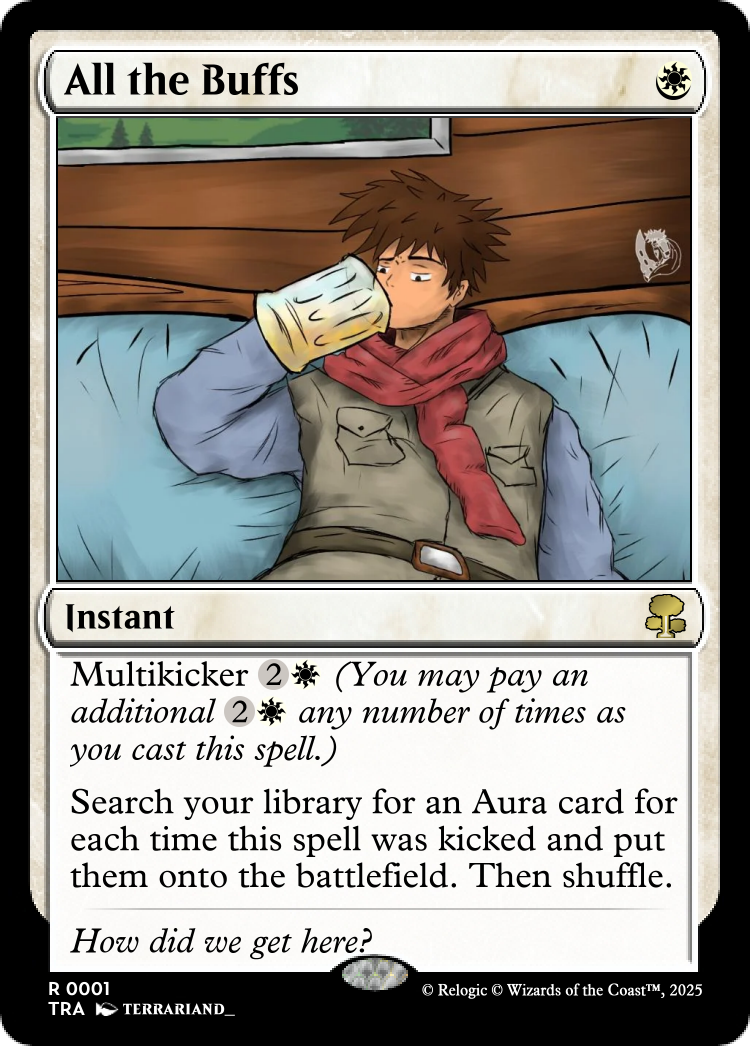 All the Buffs
Instant
Multikicker 2 (You may pay an
additional 2 any number of times as
you cast this spell.)
Search your library for an Aura card for
each time this spell was kicked and put
them onto the battlefield. Then shuffle.
How did we get here?
R 0001
TRA TERRARIAND_
© Relogic © Wizards of the Coast™, 2025